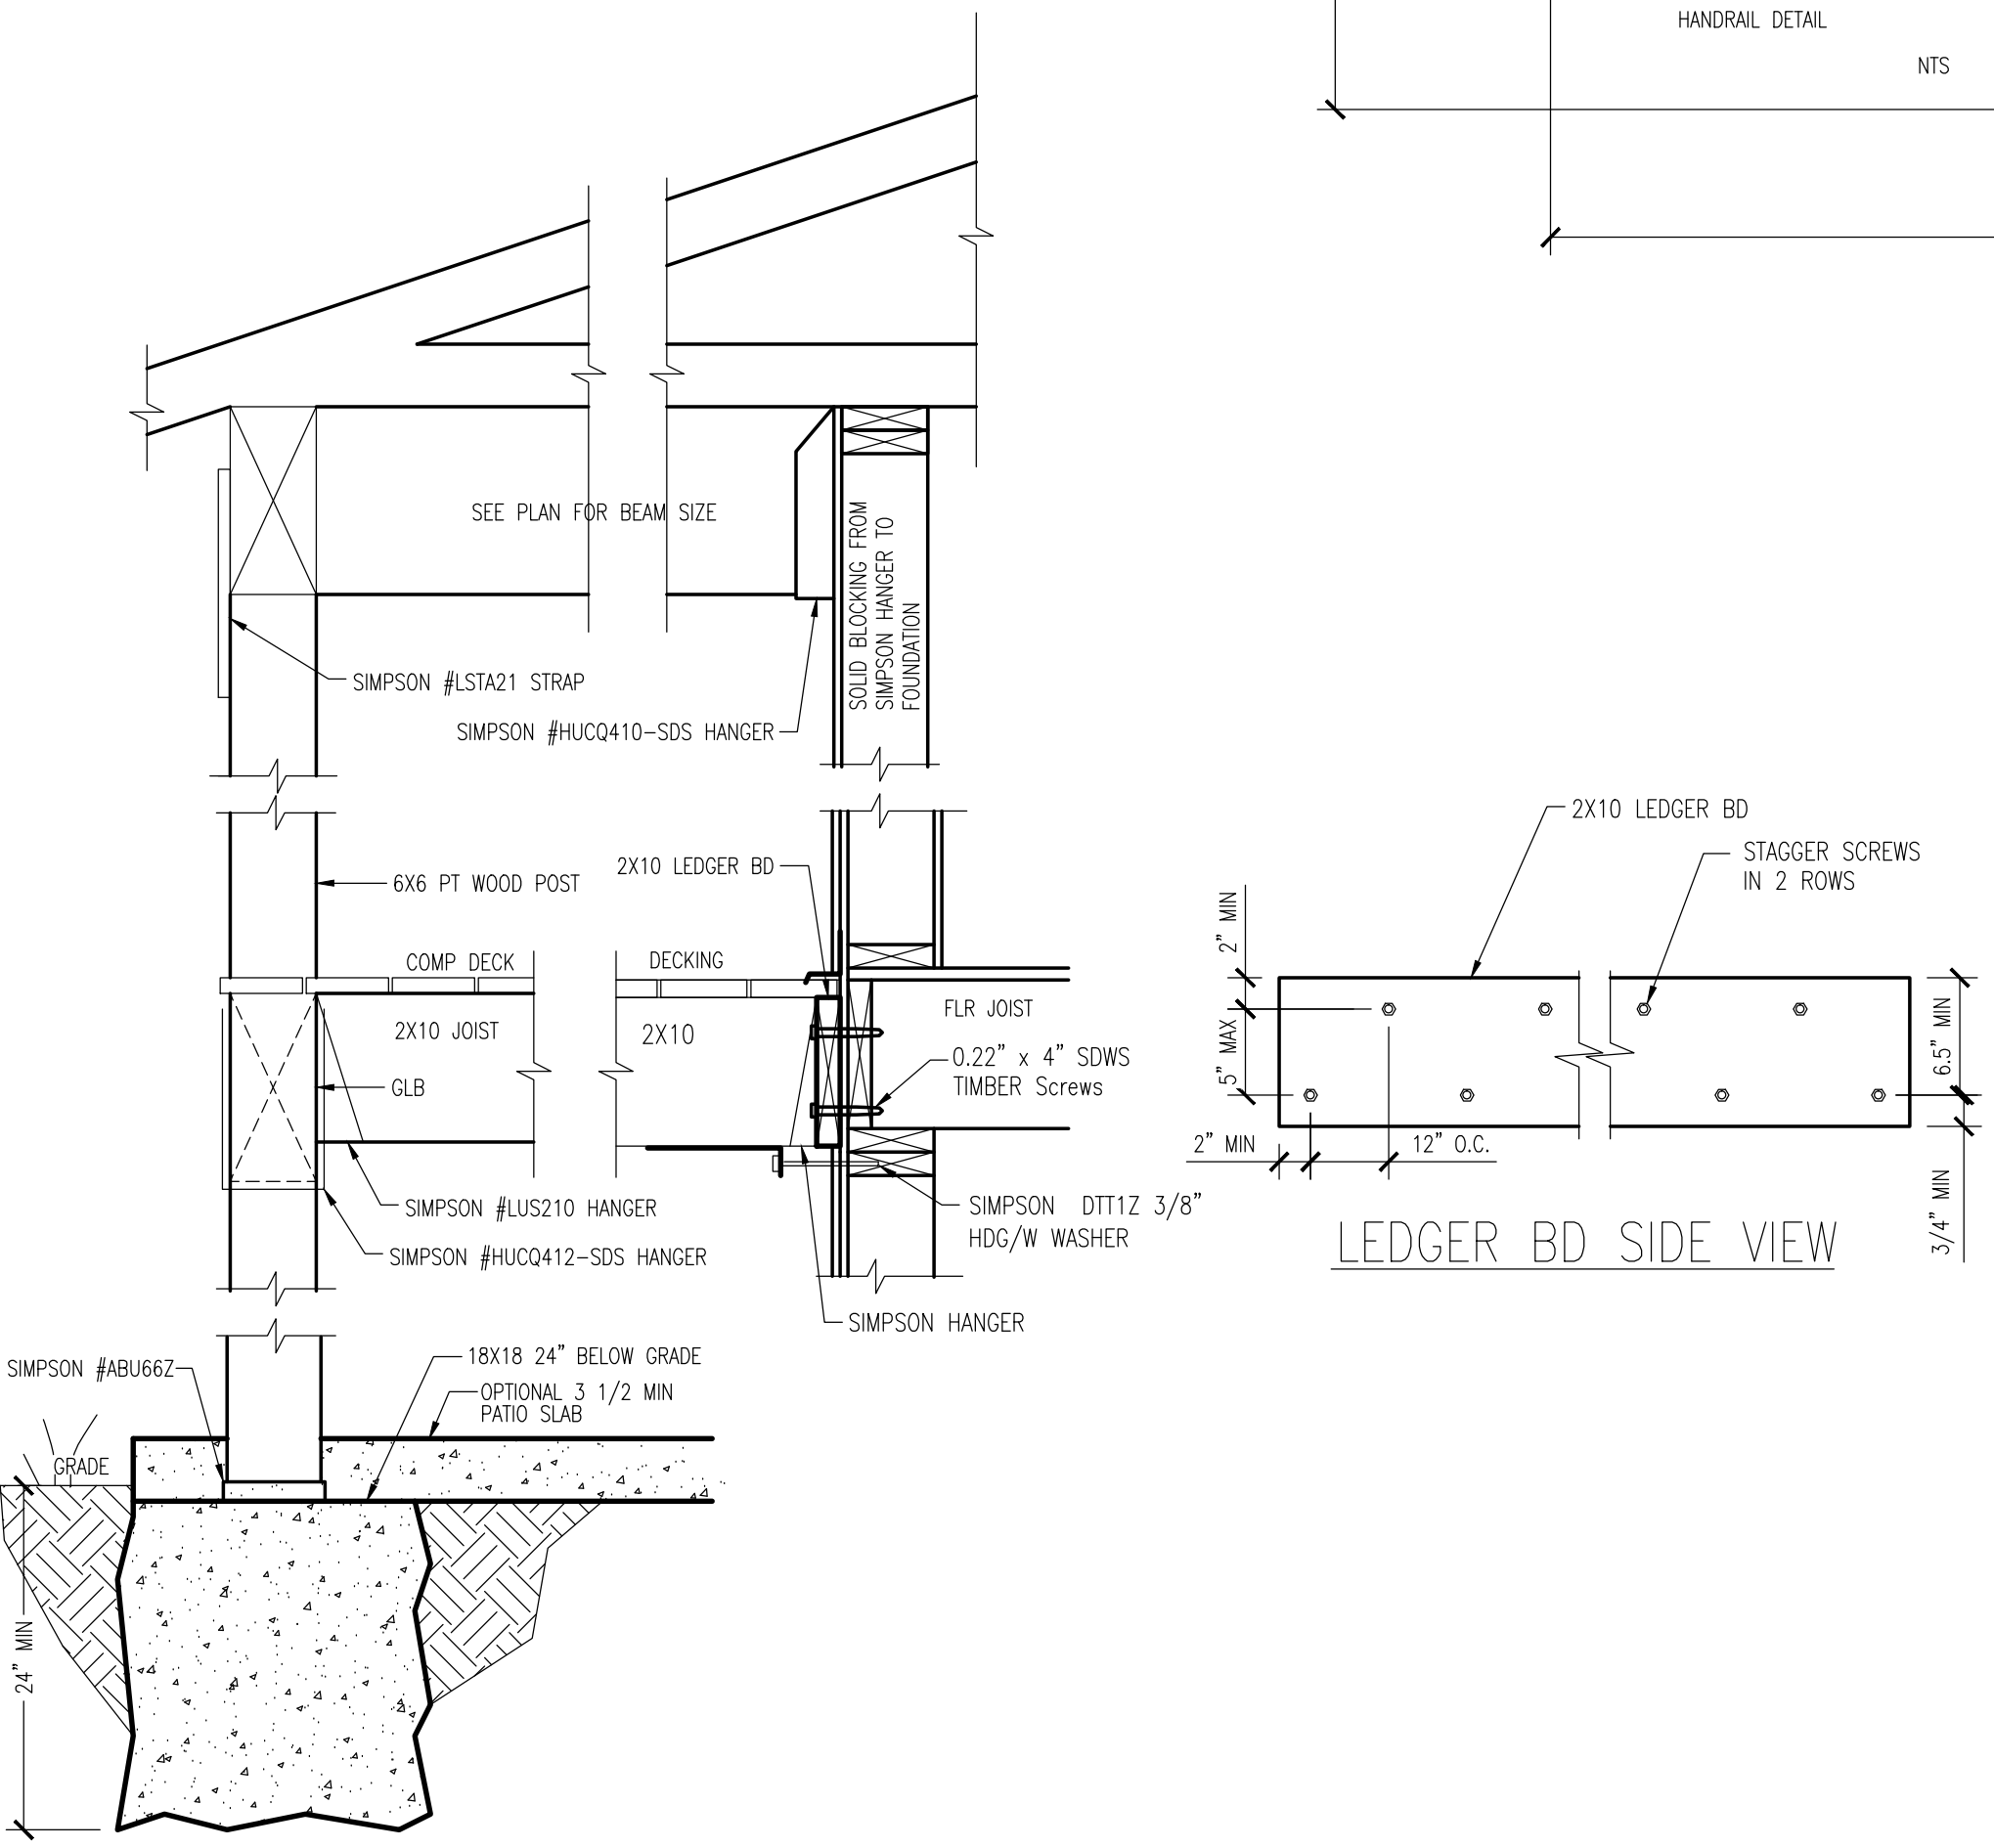 HANDRAIL DETAIL
NTS
SEE PLAN FOR BEAM SIZE
SOLID BLOCKING FROM
SIMPSON HANGER TO
FOUNDATION
SIMPSON #LSTA21 STRAP
SIMPSON #HUCQ410-SDS HANGER
6X6 PT WOOD POST
2X10 LEDGER BD
COMP DECK
DECKING
2X10 JOIST
2X10
FLR JOIST
GLB
0.22" x 4" SDWS
TIMBER Screws
SIMPSON #LUS210 HANGER
SIMPSON #HUCQ412-SDS HANGER
SIMPSON DTT1Z 3/8"
HDG/W WASHER
SIMPSON HANGER
SIMPSON #ABU66Z
18X18 24" BELOW GRADE
OPTIONAL 3 1/2 MIN
PATIO SLAB
GRADE
24" MIN
2X10 LEDGER BD
STAGGER SCREWS
IN 2 ROWS
2" MIN
5" MAX
6.5" MIN
2" MIN
12" O.C.
3/4" MIN
LEDGER BD SIDE VIEW